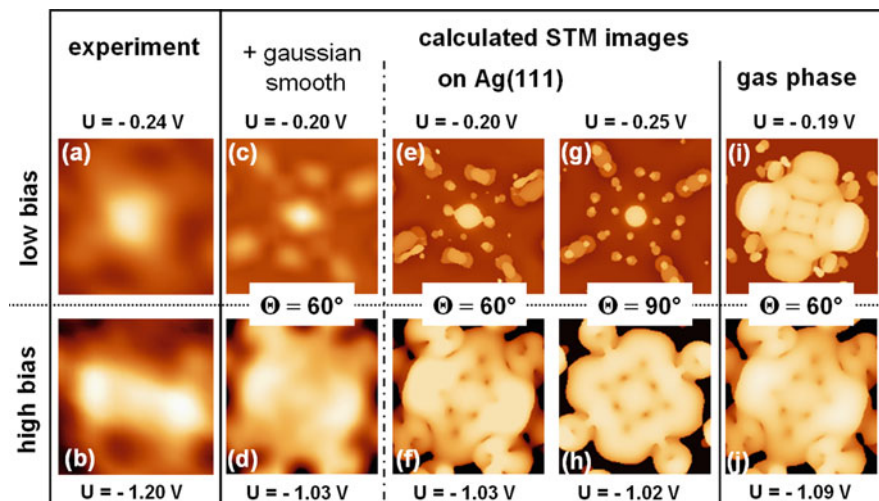 experiment
+ gaussian
smooth
calculated STM images
on Ag(111)
gas phase
U = - 0.24 V
U = - 0.20 V
U = - 0.20 V
U = - 0.25 V
U = - 0.19 V
low bias
(a)
(c)
(e)
(g)
(i)
Θ = 60°
Θ = 60°
Θ = 90°
Θ = 60°
high bias
(b)
(d)
(f)
(h)
(j)
U = - 1.20 V
U = - 1.03 V
U = - 1.03 V
U = - 1.02 V
U = - 1.09 V